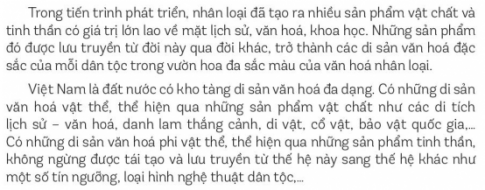 Trong tiến trình phát triển, nhân loại đã tạo ra nhiều sản phẩm vật chất và
tinh thần có giá trị lớn lao về mặt lịch sử, văn hoá, khoa học. Những sản phẩm
đó được lưu truyền từ đời này qua đời khác, trở thành các di sản văn hoá đặc
sắc của mỗi dân tộc trong vườn hoa đa sắc màu của văn hoá nhân loại.
Việt Nam là đất nước có kho tàng di sản văn hoá đa dạng. Có những di sản
văn hoá vật thể, thể hiện qua những sản phẩm vật chất như các di tích
lịch sử – văn hoá, danh lam thắng cảnh, di vật, cổ vật, bảo vật quốc gia,...
Có những di sản văn hoá phi vật thể, thể hiện qua những sản phẩm tinh thần,
không ngừng được tái tạo và lưu truyền từ thế hệ này sang thế hệ khác như
một số tín ngưỡng, loại hình nghệ thuật dân tộc,...